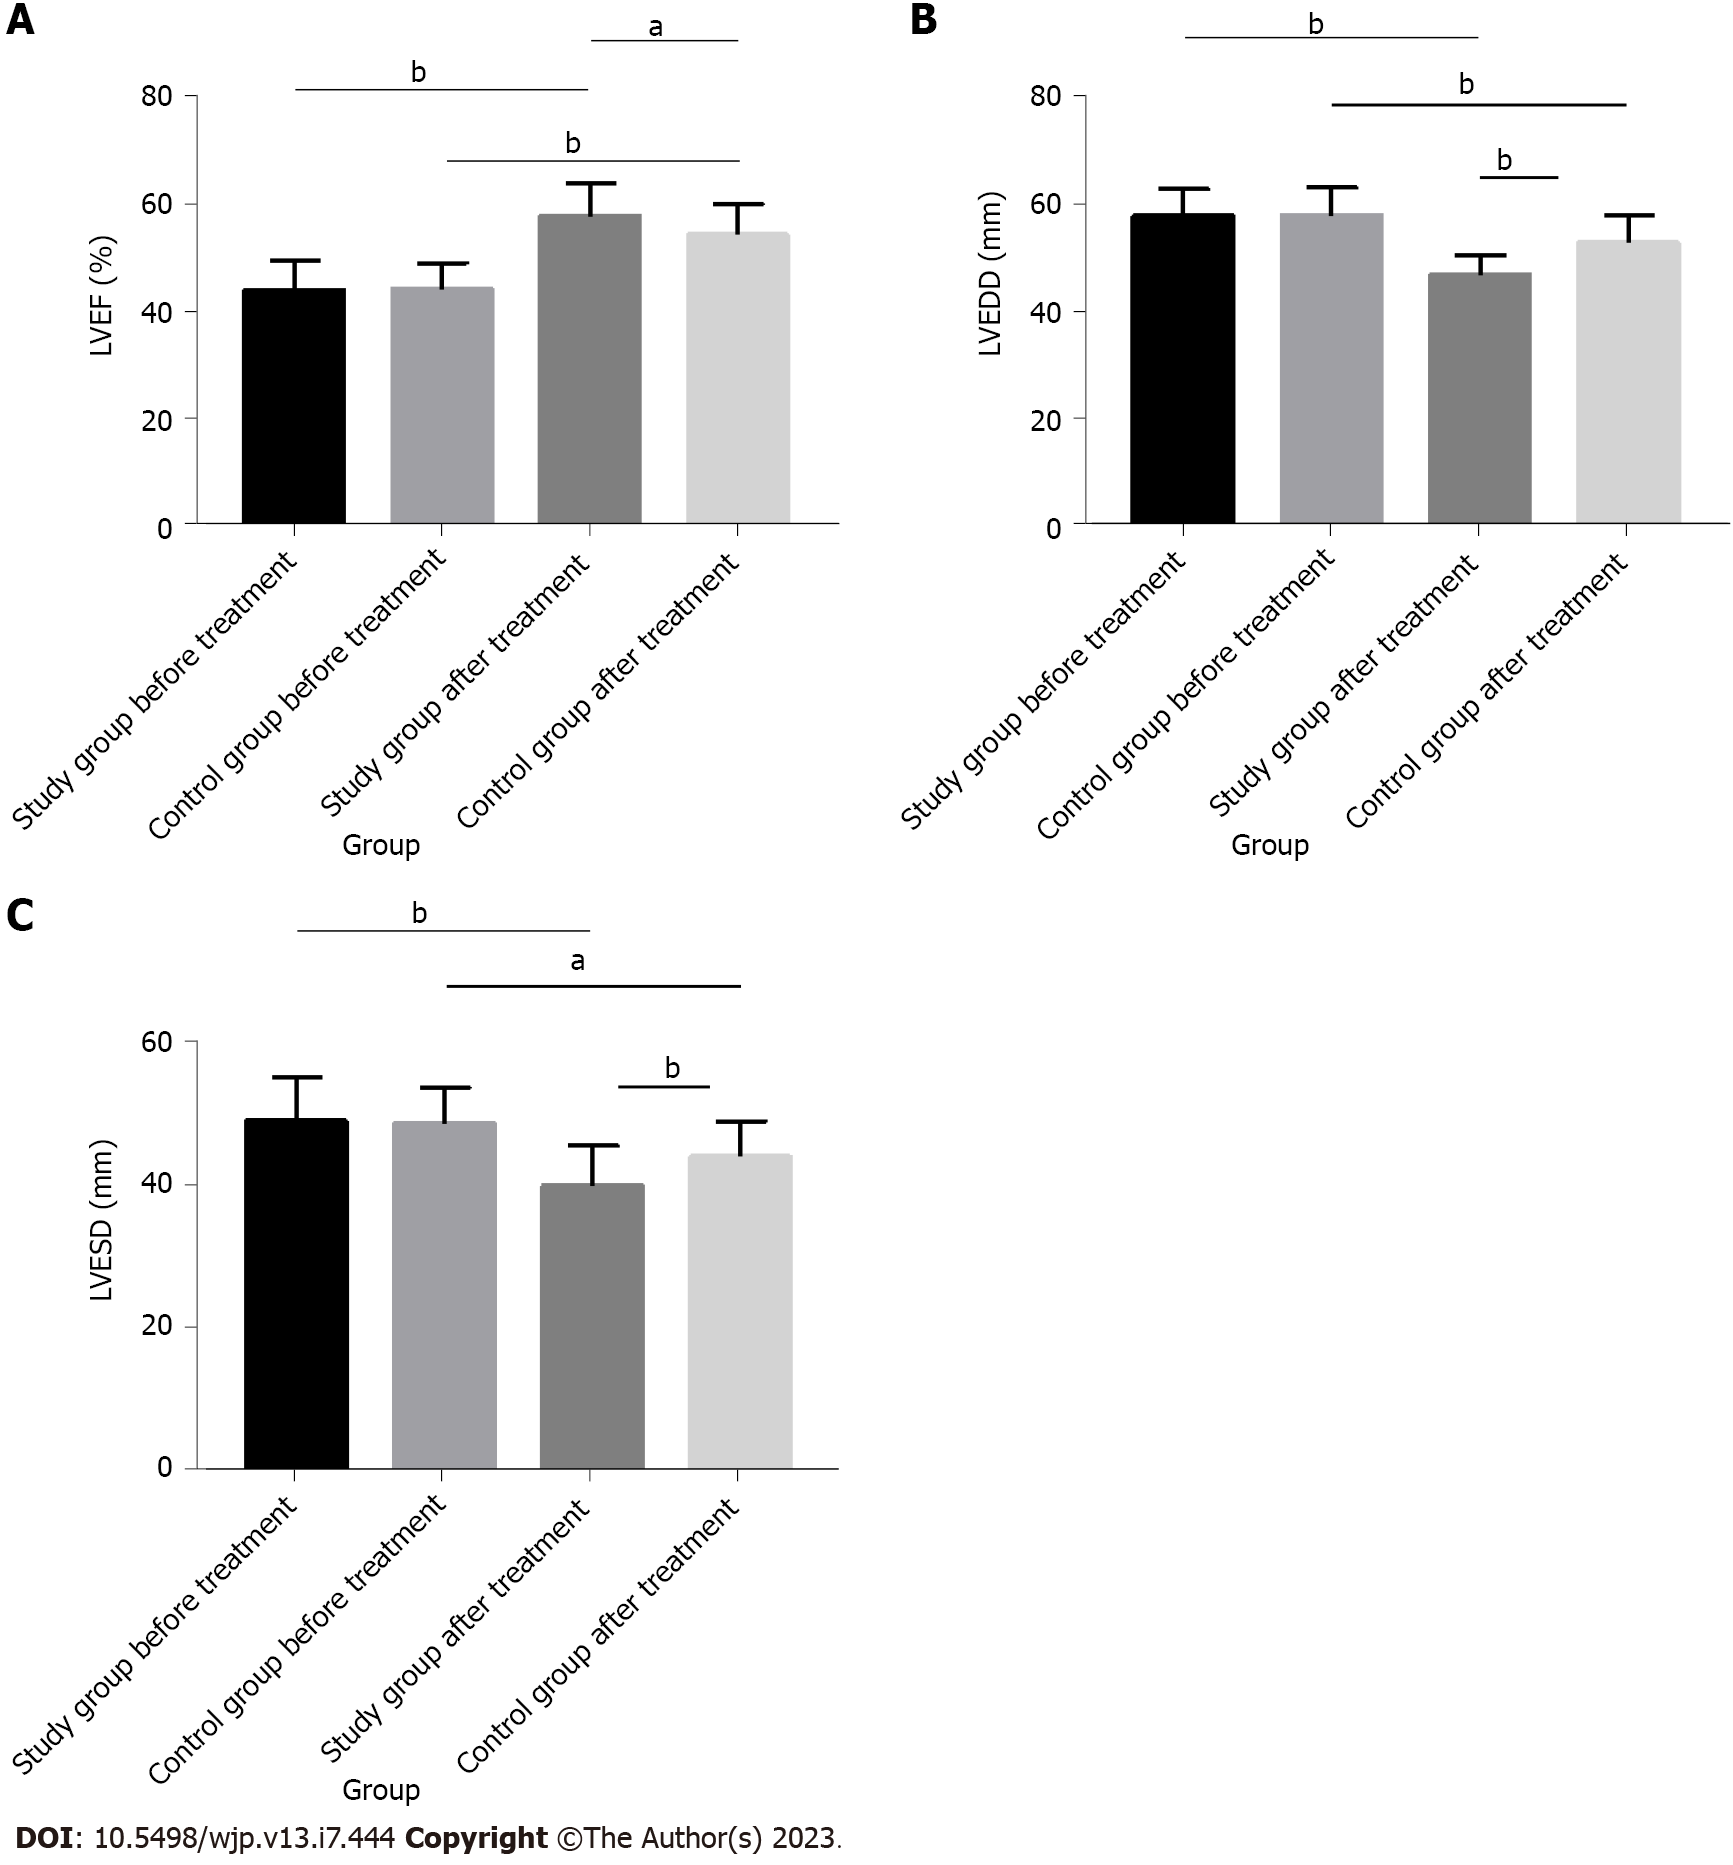 A
a
b
b
80
60
40
20
0
LVEF (%)
Study group before treatment
Control group before treatment
Study group after treatment
Control group after treatment
Group
B
b
b
b
80
60
40
20
0
LVEDD (mm)
Study group before treatment
Control group before treatment
Study group after treatment
Control group after treatment
Group
C
b
a
b
60
40
20
0
LVESD (mm)
Study group before treatment
Control group before treatment
Study group after treatment
Control group after treatment
Group
DOI: 10.5498/wjp.v13.i7.444 Copyright ©The Author(s) 2023.